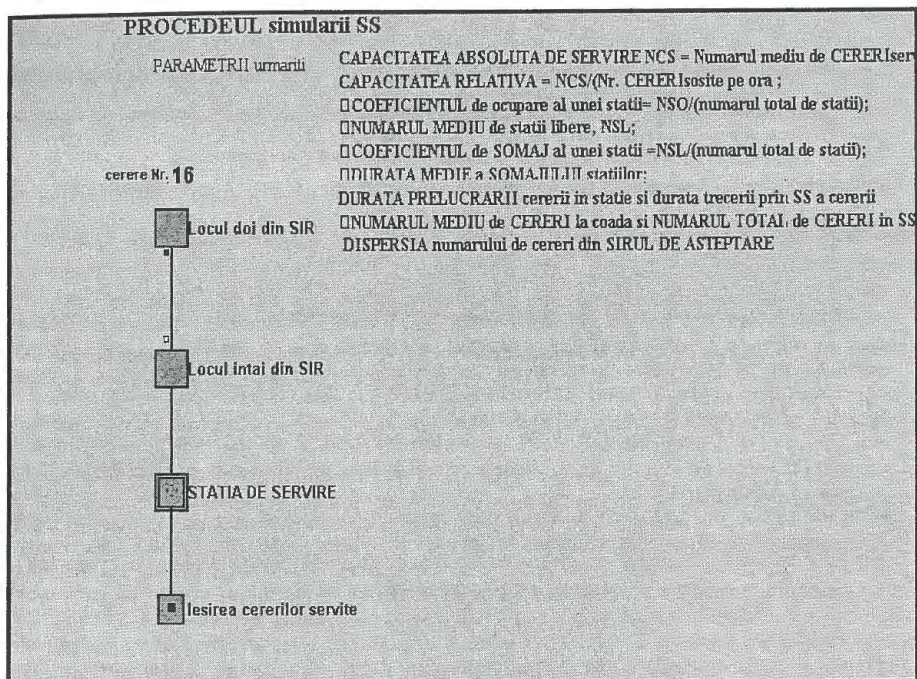 PROCEDEUL simularii SS
PARAMETRII urmariti
CAPACITATEA ABSOLUTA DE SERVIRE NCS = Numarul mediu de CERERIser
CAPACITATEA RELATIVA = NCS/(Nr. CERERIsosite pe ora ;
□COEFICIENTUL de ocupare al unei statii= NSO/(numarul total de statii);
□NUMARUL MEDIU de statii libere, NSL;
□COEFICIENTUL de SOMAJ al unei statii =NSL/(numarul total de statii);
□DURATA MEDIE a SOMAJULUI statiilor;
DURATA PRELUCRARII cererii in statie si durata trecerii prin SS a cererii
□NUMARUL MEDIU de CERERI la coada si NUMARUL TOTAL de CERERI in SS
DISPERSIA numarului de cereri din SIRUL DE ASTEPTARE
cerere Nr. 16
Locul doi din SIR
Locul intai din SIR
STATIA DE SERVIRE
Iesirea cererilor servite